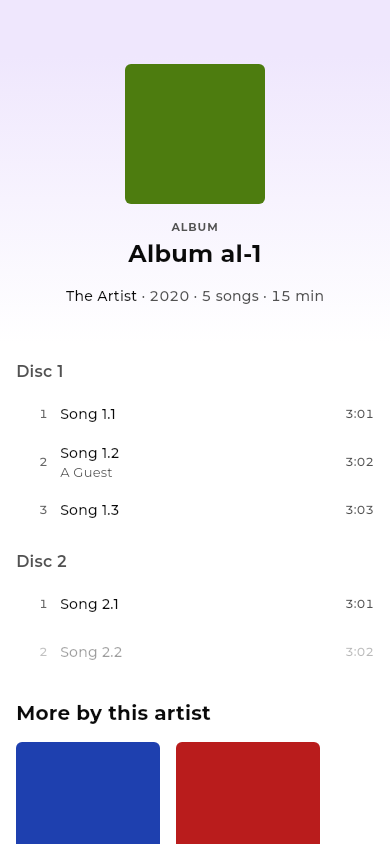 ALBUM
Album al-1
The Artist · 2020 · 5 songs · 15 min
Disc 1
1 Song 1.1 3:01
2 Song 1.2 3:02
A Guest
3 Song 1.3 3:03
Disc 2
1 Song 2.1 3:01
2 Song 2.2 3:02
More by this artist